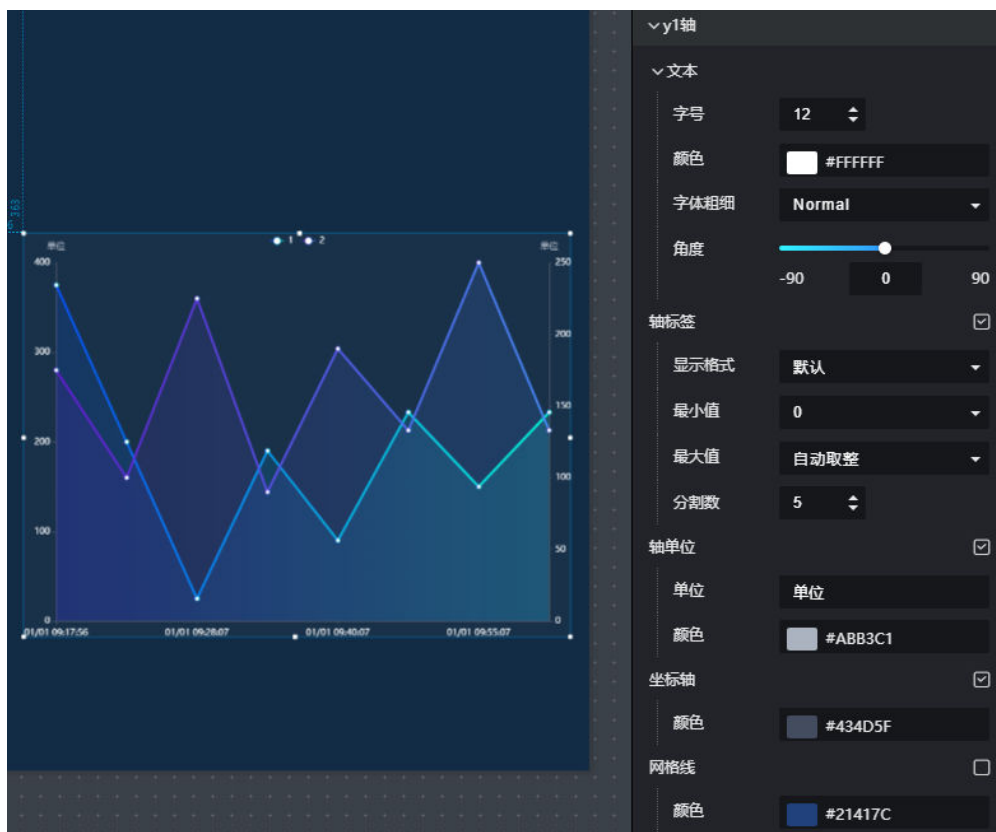 368
单位
1
2
单位
400
300
200
100
0
250
200
150
100
50
0
01/01 09:17:56
01/01 09:28:07
01/01 09:40:07
01/01 09:55:07
y1轴
文本
字号
12
颜色
#FFFFFF
字体粗细
Normal
角度
-90
0
90
轴标签
显示格式
默认
最小值
0
最大值
自动取整
分割数
5
轴单位
单位
单位
颜色
#ABB3C1
坐标轴
颜色
#434D5F
网格线
颜色
#21417C